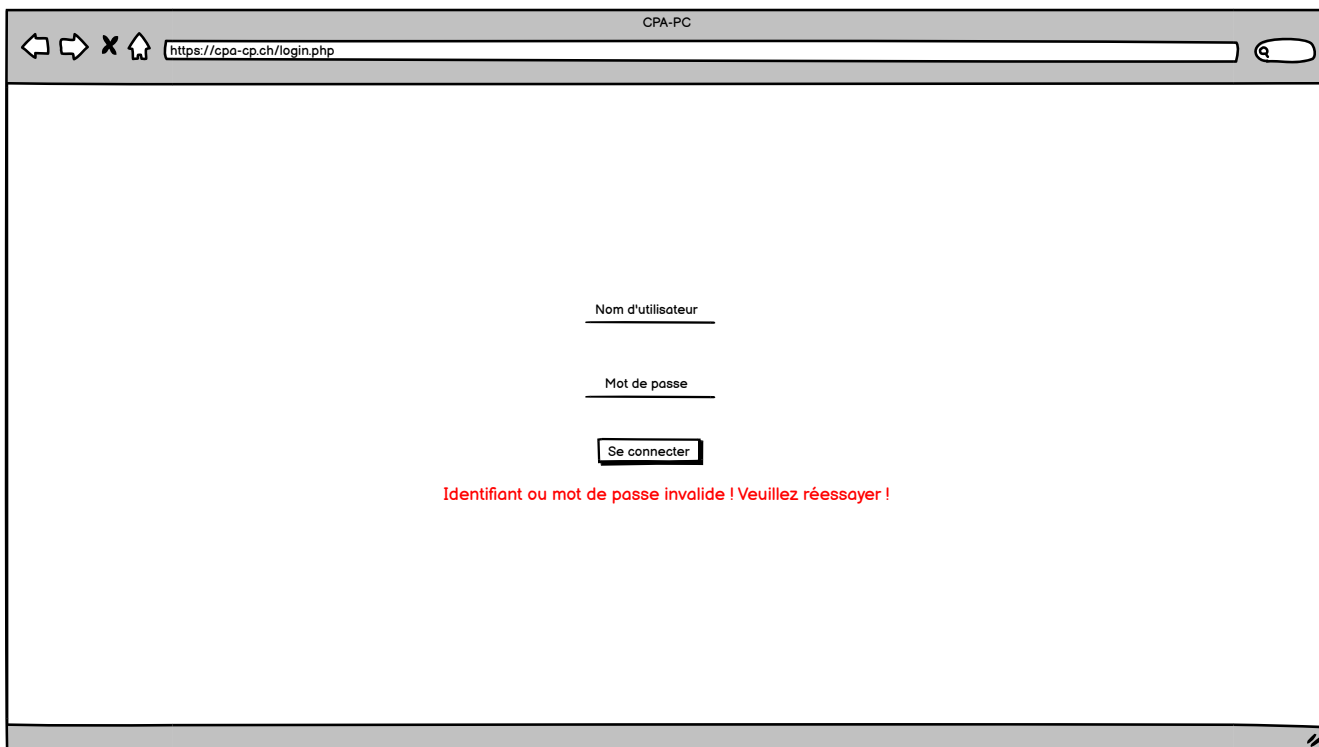 CPA-PC
https://cpa-cp.ch/login.php
Nom d'utilisateur
Mot de passe
Se connecter
Identifiant ou mot de passe invalide ! Veuillez réessayer !